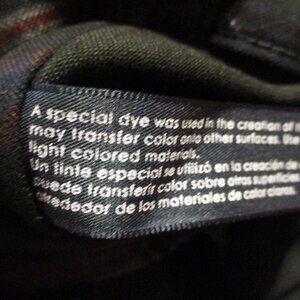 A special dye was used in the creation of
may transfer color onto other surfaces. Use
light colored materials.
Un tinte especial se utilizó en la creación de
puede transferir color sobre otras superficies
alrededor de los materiales de color claros.